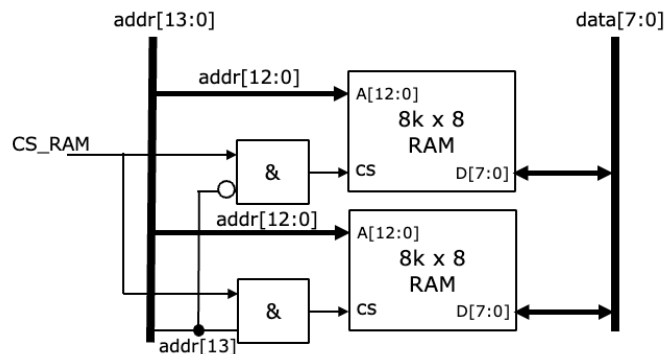 addr[13:0]
data[7:0]
addr[12:0]
A[12:0]
8k x 8
RAM
CS_RAM
&
CS
D[7:0]
addr[12:0]
A[12:0]
8k x 8
RAM
&
CS
D[7:0]
addr[13]